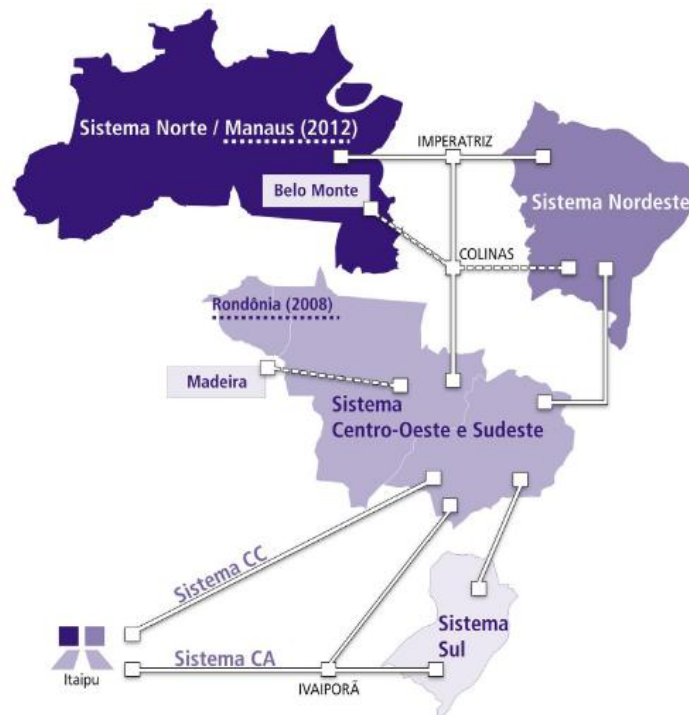 Sistema Norte / Manaus (2012)
IMPERATRIZ
Belo Monte
Sistema Nordeste
COLINAS
Rondônia (2008)
Madeira
Sistema
Centro-Oeste e Sudeste
Sistema CC
Sistema
Sul
Sistema CA
Itaipu
IVAIPORÃ